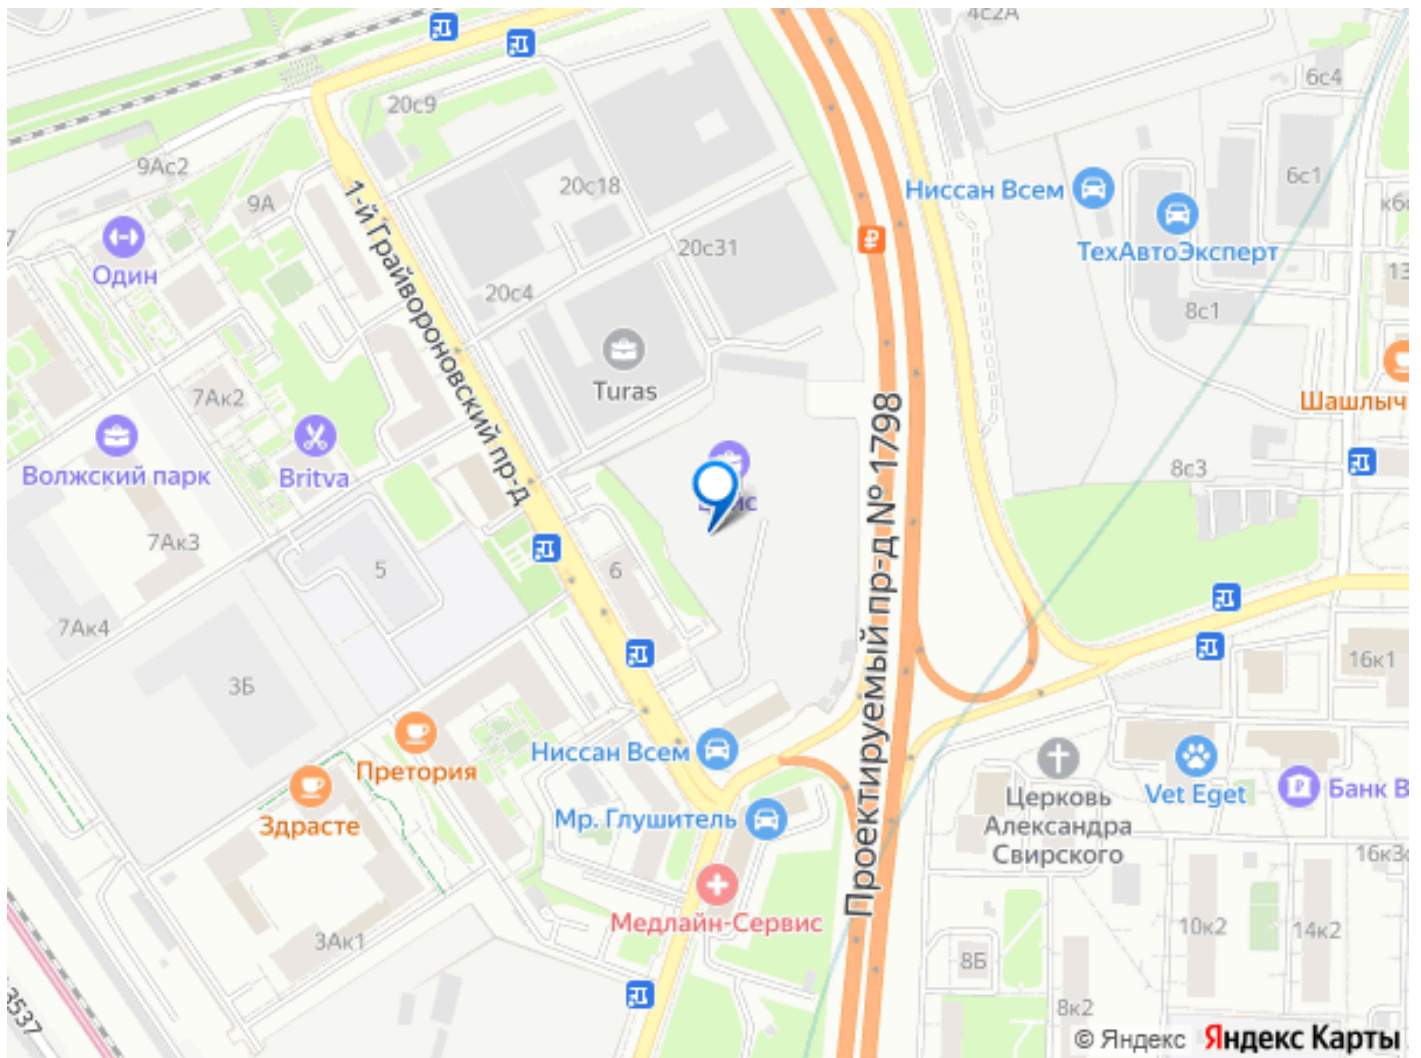 4с2А
6с4
20с9
9Ас2
6с1
20с18
Ниссан Всем
9А
20с31
Один
ТехАвтоЭксперт
20с4
8с1
1-й Грайвороновский пр-д
Turas
7Ак2
Шашлыч
Волжский парк
Britva
8с3
7Ак3
5
6
7Ак4
Проектируемый пр-д № 1798
16к1
3Б
Ниссан Всем
Претория
Vet Eget
Банк В
Церковь
Александра
Свирского
Мр. Глушитель
Здрасте
16к3с
Медлайн-Сервис
10к2
14к2
3Ак1
8Б
3537
8к2
© Яндекс
Яндекс Карты